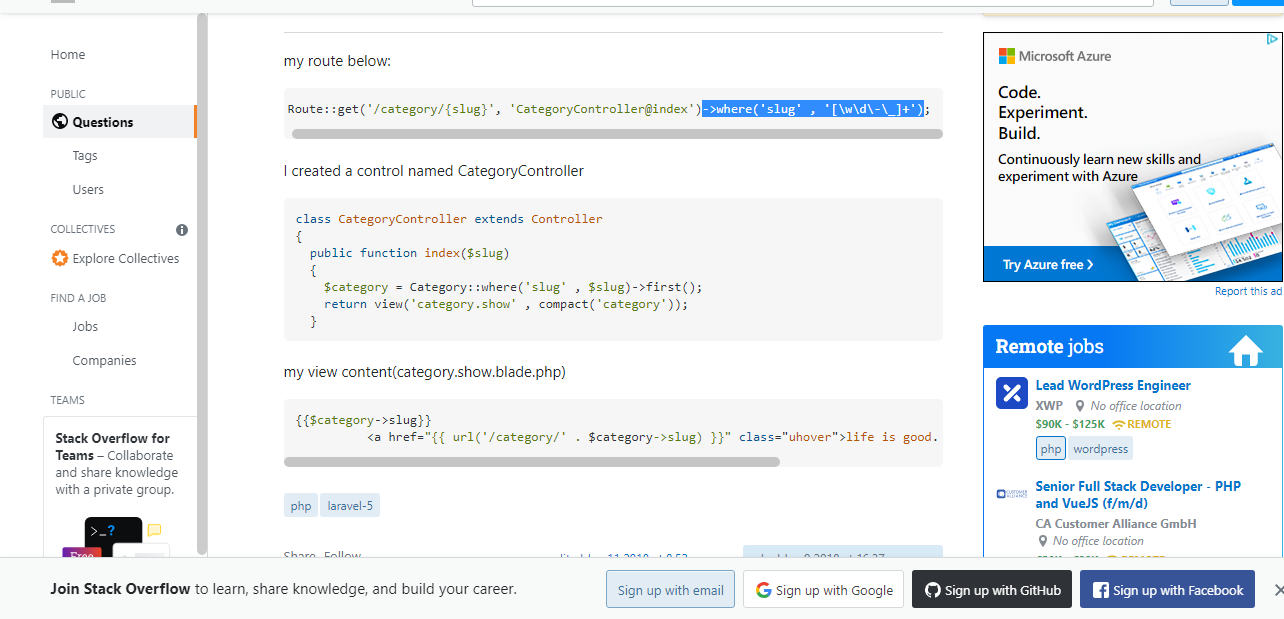 Home
PUBLIC
Questions
Tags
Users
COLLECTIVES
Explore Collectives
FIND A JOB
Jobs
Companies
TEAMS
Stack Overflow for
Teams – Collaborate
and share knowledge
with a private group.
>_?
Free
my route below:
Route::get('/category/{slug}', 'CategoryController@index')->where('slug' , '[\w\d\-\_]+');
I created a control named CategoryController
class CategoryController extends Controller
{
public function index($slug)
{
$category = Category::where('slug' , $slug)->first();
return view('category.show' , compact('category'));
}
my view content(category.show.blade.php)
{{$category->slug}}
<a href="{{ url('/category/' . $category->slug) }}" class="uhover">life is good.
php laravel-5
Share Follow
Microsoft Azure
Code.
Experiment.
Build.
Continuously learn new skills and
experiment with Azure
Try Azure free >
Report this ad
Remote jobs
Lead WordPress Engineer
XWP No office location
$90K - $125K REMOTE
php wordpress
Senior Full Stack Developer - PHP
and VueJS (f/m/d)
CA Customer Alliance GmbH
No office location
REMOTE
Join Stack Overflow to learn, share knowledge, and build your career.
Sign up with email
Sign up with Google
Sign up with GitHub
Sign up with Facebook